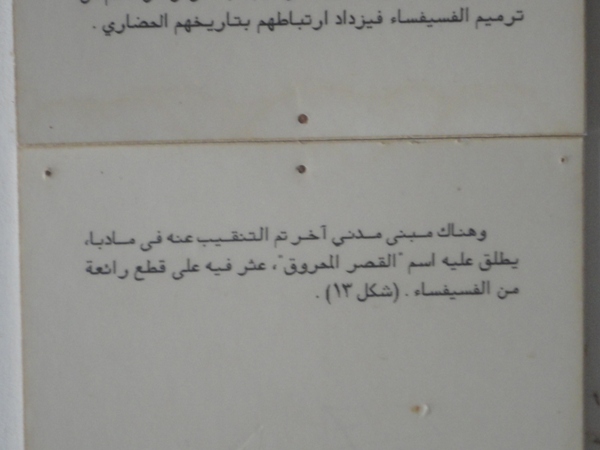 ترميم الفسيفساء فيزداد ارتباطهم بتاريخهم الحضاري .
وهناك مبنى مدني آخر تم التنقيب عنه فى مادبا،
يطلق عليه اسم "القصر المحروق"، عثر فيه على قطع رائعة
من الفسيفساء . (شكل ١٣) .